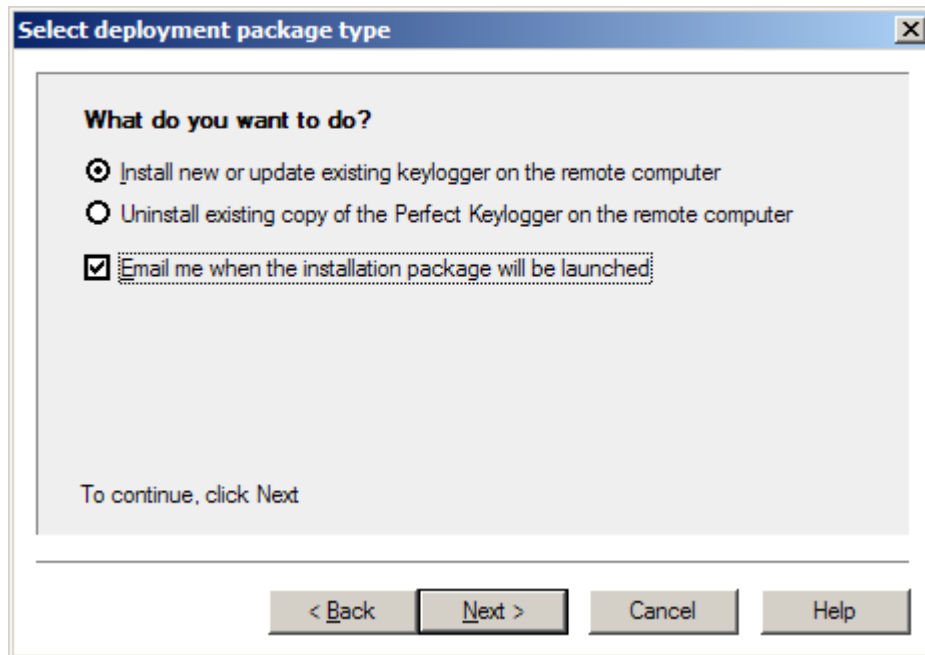 Select deployment package type
What do you want to do?
Install new or update existing keylogger on the remote computer
Uninstall existing copy of the Perfect Keylogger on the remote computer
Email me when the installation package will be launched
To continue, click Next
< Back Next > Cancel Help